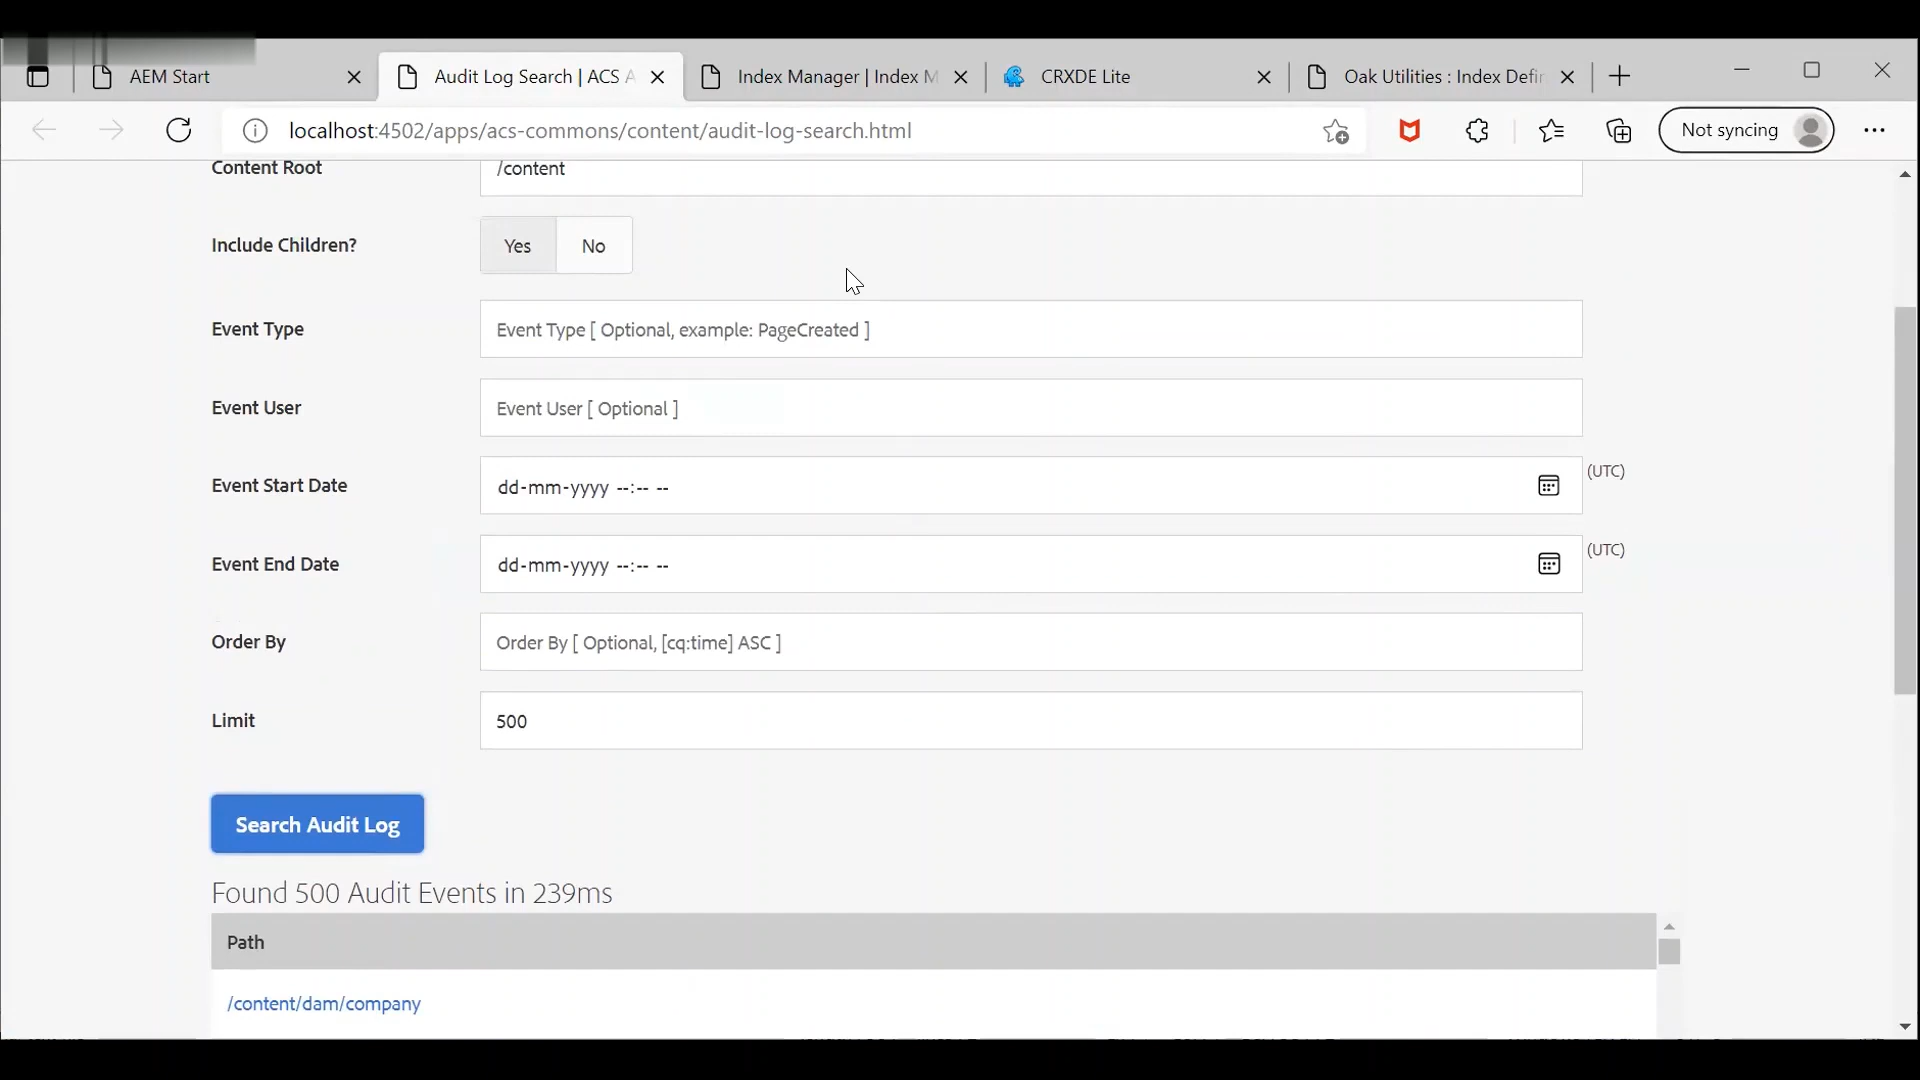 AEM Start
Audit Log Search | ACS A
Index Manager | Index M
CRXDE Lite
Oak Utilities : Index Defin
localhost:4502/apps/acs-commons/content/audit-log-search.html
Not syncing
Content Root
/content
Include Children?
Yes
No
Event Type
Event Type [ Optional, example: PageCreated ]
Event User
Event User [ Optional ]
Event Start Date
dd-mm-yyyy --:-- --
(UTC)
Event End Date
dd-mm-yyyy --:-- --
(UTC)
Order By
Order By [ Optional, [cq:time] ASC ]
Limit
500
Search Audit Log
Found 500 Audit Events in 239ms
Path
/content/dam/company